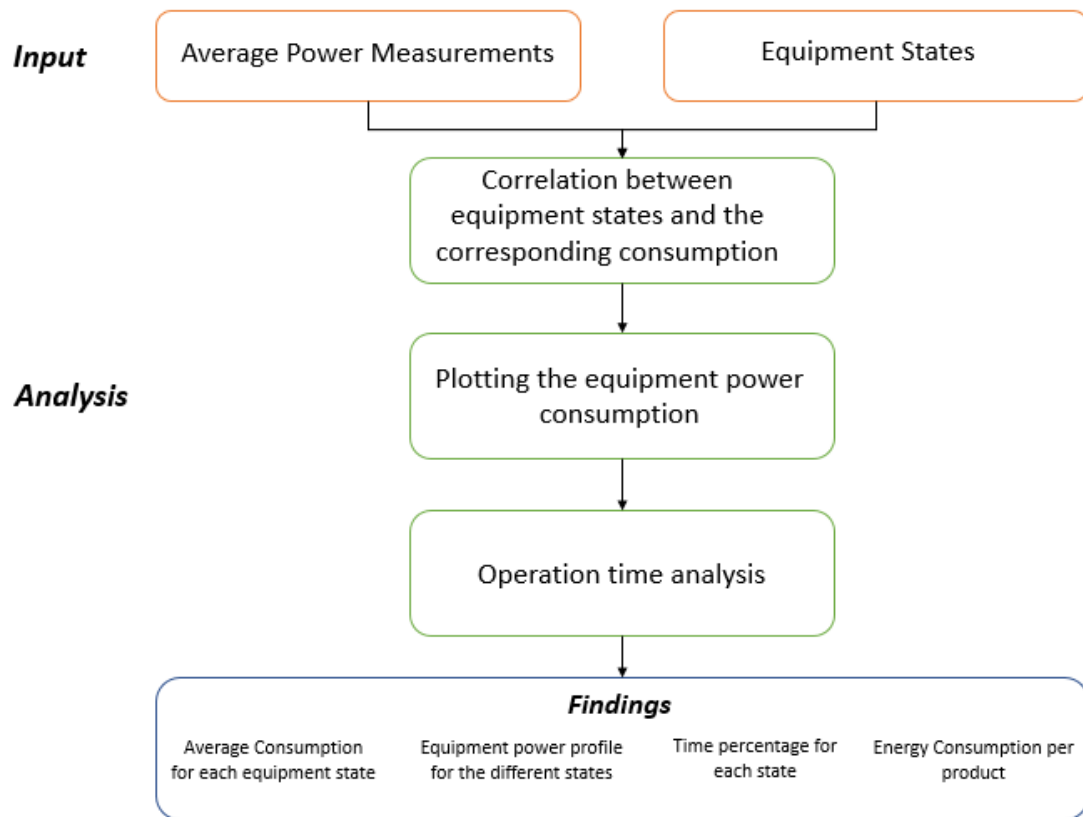 Input
Average Power Measurements
Equipment States
Correlation between
equipment states and the
corresponding consumption
Analysis
Plotting the equipment power
consumption
Operation time analysis
Findings
Average Consumption
for each equipment state
Equipment power profile
for the different states
Time percentage for
each state
Energy Consumption per
product